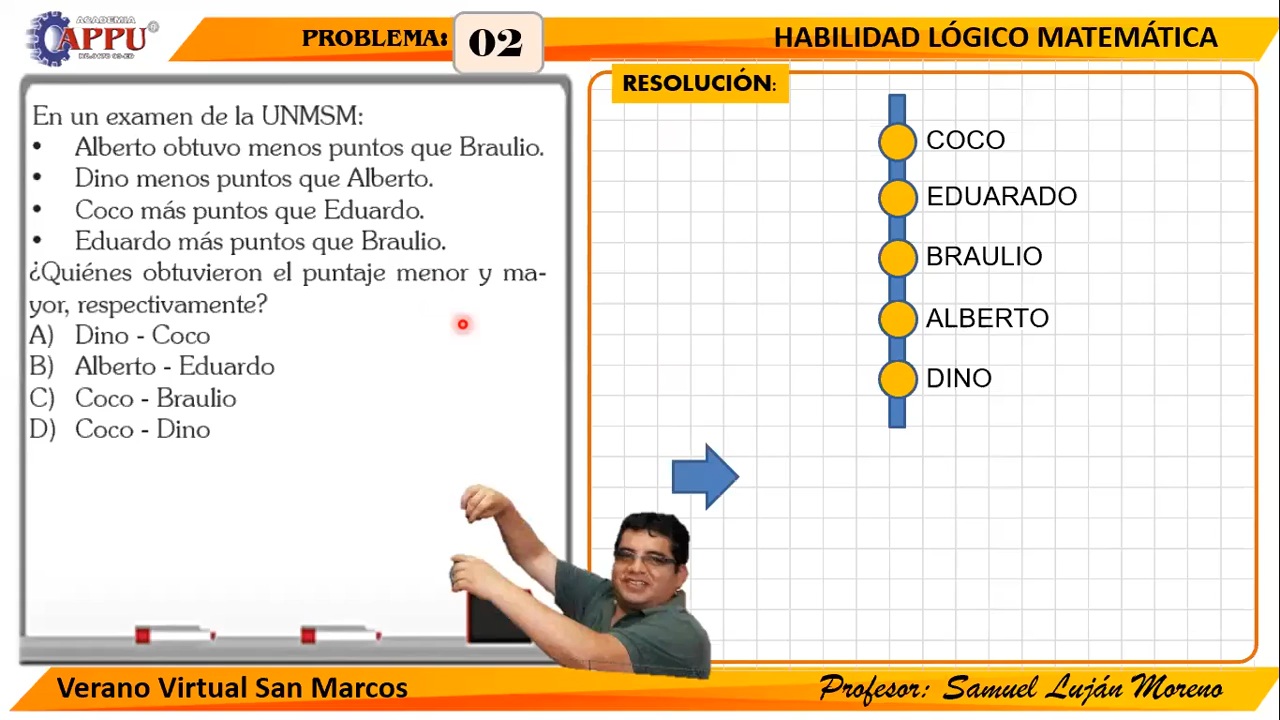 ACADEMIA
APPU
PROBLEMA:
02
HABILIDAD LÓGICO MATEMÁTICA
En un examen de la UNMSM:
• Alberto obtuvo menos puntos que Braulio.
• Dino menos puntos que Alberto.
• Coco más puntos que Eduardo.
• Eduardo más puntos que Braulio.
¿Quiénes obtuvieron el puntaje menor y ma-
yor, respectivamente?
A) Dino - Coco
B) Alberto - Eduardo
C) Coco - Braulio
D) Coco - Dino
RESOLUCIÓN:
COCO
EDUARADO
BRAULIO
ALBERTO
DINO
Verano Virtual San Marcos
Profesor: Samuel Luján Moreno